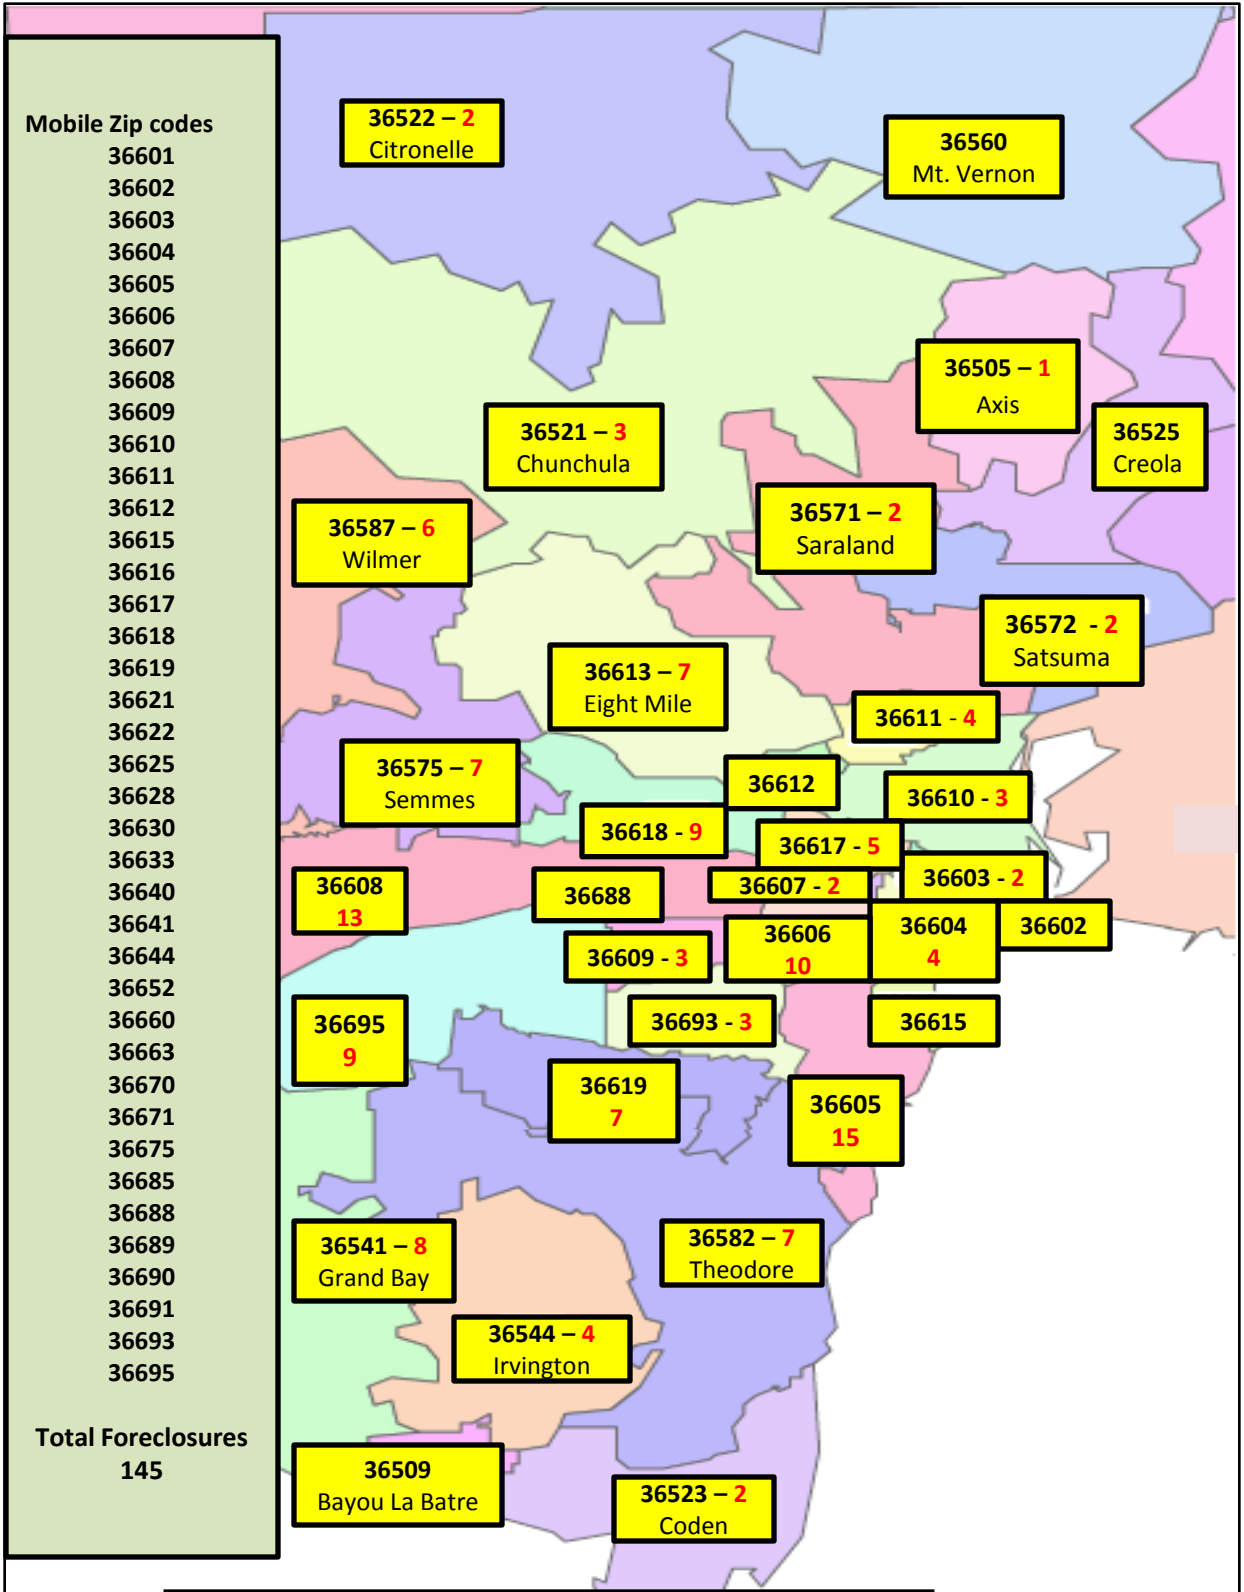 Mobile Zip codes
36601
36602
36603
36604
36605
36606
36607
36608
36609
36610
36611
36612
36615
36616
36617
36618
36619
36621
36622
36625
36628
36630
36633
36640
36641
36644
36652
36660
36663
36670
36671
36675
36685
36688
36689
36690
36691
36693
36695
Total Foreclosures
145
36522 – 2
Citronelle
36560
Mt. Vernon
36505 – 1
Axis
36521 – 3
Chunchula
36525
Creola
36571 – 2
Saraland
36587 – 6
Wilmer
36572 - 2
Satsuma
36613 – 7
Eight Mile
36611 - 4
36575 – 7
Semmes
36612
36610 - 3
36618 - 9
36617 - 5
36608
13
36688
36607 - 2
36603 - 2
36609 - 3
36606
10
36604
4
36602
36695
9
36693 - 3
36615
36619
7
36605
15
36541 – 8
Grand Bay
36582 – 7
Theodore
36544 – 4
Irvington
36509
Bayou La Batre
36523 – 2
Coden